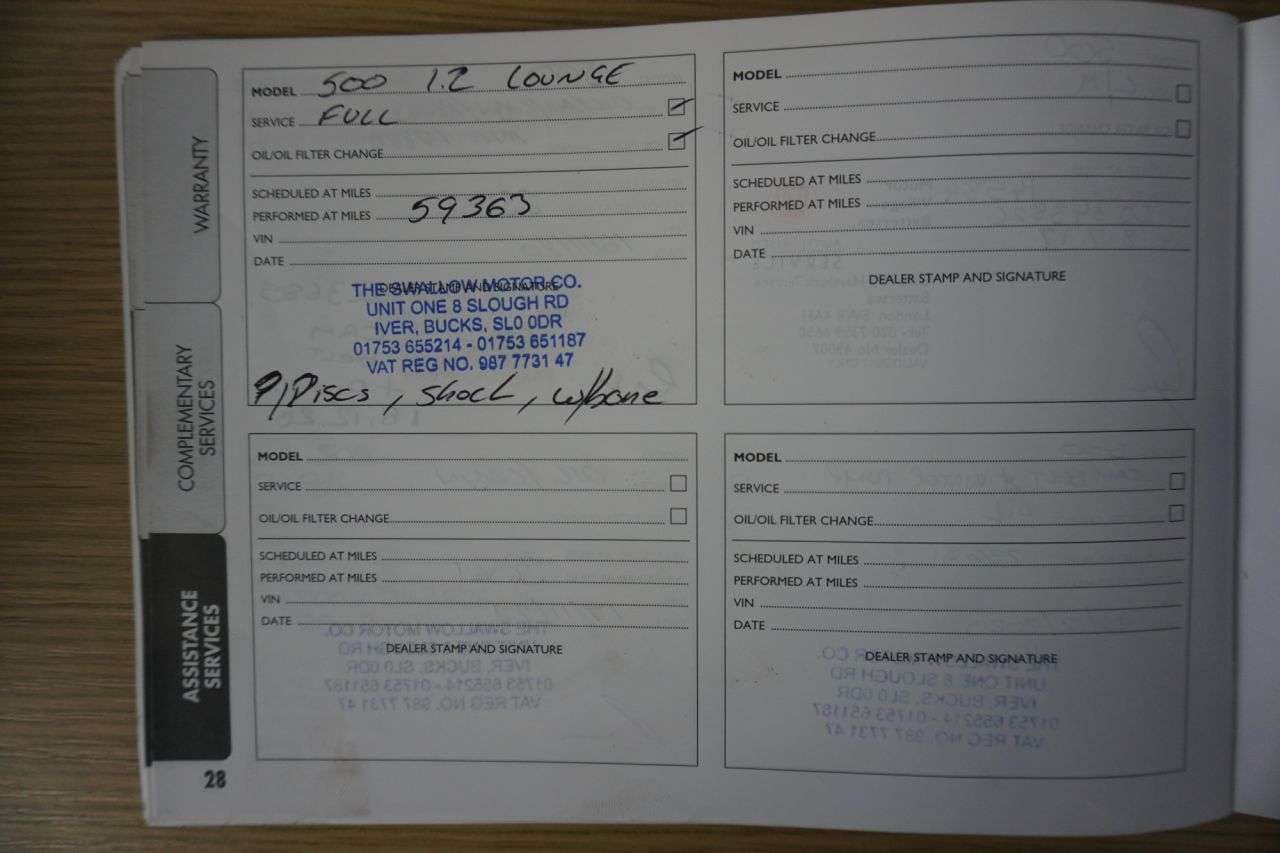 WARRANTY
COMPLEMENTARY
SERVICES
ASSISTANCE
SERVICES
MODEL 500 1.2 LOUNGE
SERVICE FULL
OIL/OIL FILTER CHANGE
SCHEDULED AT MILES
PERFORMED AT MILES 59363
VIN
DATE
DEALER STAMP AND SIGNATURE
THE SWALLOW MOTOR CO.
UNIT ONE 8 SLOUGH RD
IVER, BUCKS, SL0 0DR
01753 655214 - 01753 651187
VAT REG NO. 987 7731 47
P/Discs, shock, w/bone
MODEL
SERVICE
OIL/OIL FILTER CHANGE
SCHEDULED AT MILES
PERFORMED AT MILES
VIN
DATE
DEALER STAMP AND SIGNATURE
MODEL
SERVICE
OIL/OIL FILTER CHANGE
SCHEDULED AT MILES
PERFORMED AT MILES
VIN
DATE
DEALER STAMP AND SIGNATURE
MODEL
SERVICE
OIL/OIL FILTER CHANGE
SCHEDULED AT MILES
PERFORMED AT MILES
VIN
DATE
DEALER STAMP AND SIGNATURE
28